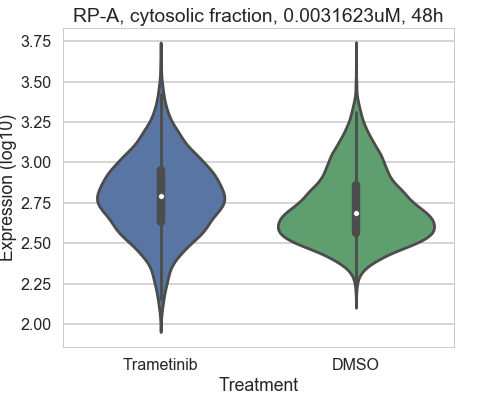 RP-A, cytosolic fraction, 0.0031623uM, 48h
Expression (log10)
3.75
3.50
3.25
3.00
2.75
2.50
2.25
2.00
Trametinib
DMSO
Treatment